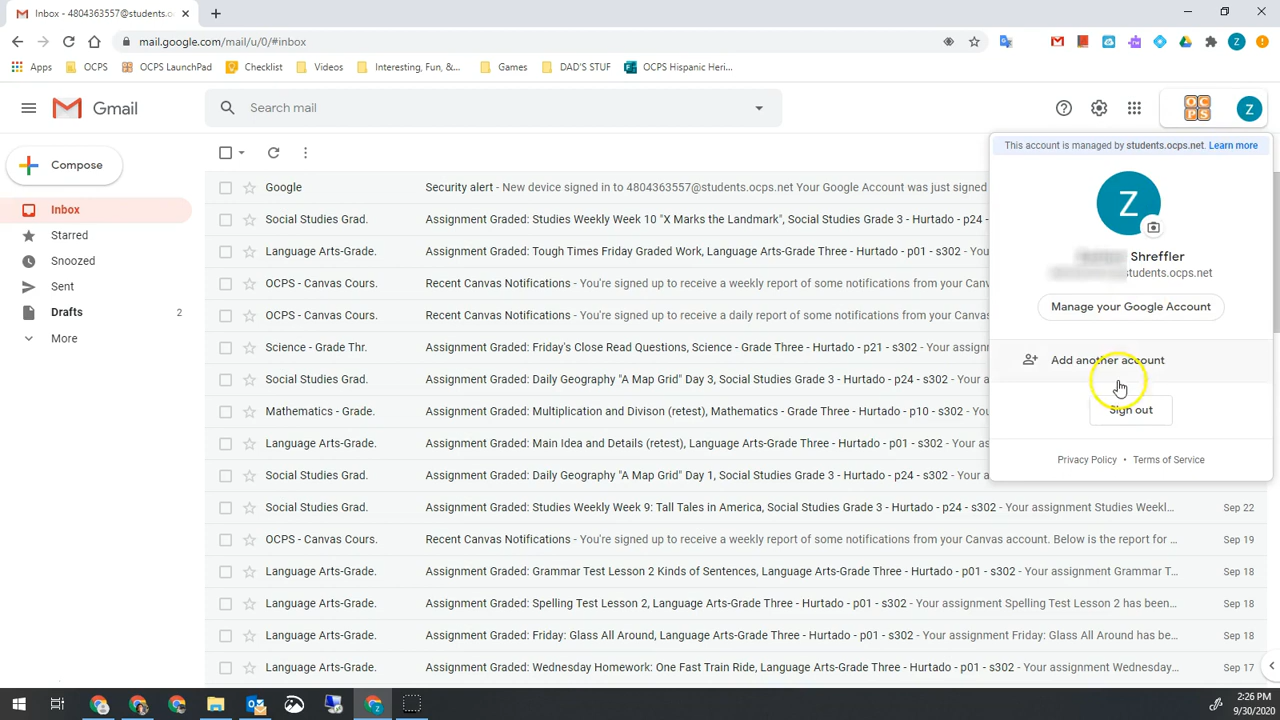 Inbox - 4804363557@students.oc
mail.google.com/mail/u/0/#inbox
Z
Apps OCPS OCPS LaunchPad Checklist Videos Interesting, Fun, &... Games DAD'S STUF OCPS Hispanic Heri...
Gmail
Search mail
OCPS
Z
Compose
This account is managed by students.ocps.net. Learn more
Z
Shreffler
students.ocps.net
Manage your Google Account
Add another account
Sign out
Privacy Policy • Terms of Service
Inbox
Starred
Snoozed
Sent
Drafts 2
More
Google Security alert - New device signed in to 4804363557@students.ocps.net Your Google Account was just signed
Social Studies Grad. Assignment Graded: Studies Weekly Week 10 "X Marks the Landmark", Social Studies Grade 3 - Hurtado - p24 -
Language Arts-Grade. Assignment Graded: Tough Times Friday Graded Work, Language Arts-Grade Three - Hurtado - p01 - s302 -
OCPS - Canvas Cours. Recent Canvas Notifications - You're signed up to receive a weekly report of some notifications from your Canvas
OCPS - Canvas Cours. Recent Canvas Notifications - You're signed up to receive a daily report of some notifications from your Canvas
Science - Grade Thr. Assignment Graded: Friday's Close Read Questions, Science - Grade Three - Hurtado - p21 - s302 - Your assign
Social Studies Grad. Assignment Graded: Daily Geography "A Map Grid" Day 3, Social Studies Grade 3 - Hurtado - p24 - s302 - Your
Mathematics - Grade. Assignment Graded: Multiplication and Divison (retest), Mathematics - Grade Three - Hurtado - p10 - s302 - Your
Language Arts-Grade. Assignment Graded: Main Idea and Details (retest), Language Arts-Grade Three - Hurtado - p01 - s302 - Your
Social Studies Grad. Assignment Graded: Daily Geography "A Map Grid" Day 1, Social Studies Grade 3 - Hurtado - p24 - s302 - Your
Social Studies Grad. Assignment Graded: Studies Weekly Week 9: Tall Tales in America, Social Studies Grade 3 - Hurtado - p24 - s302 - Your assignment Studies Weekl... Sep 22
OCPS - Canvas Cours. Recent Canvas Notifications - You're signed up to receive a weekly report of some notifications from your Canvas account. Below is the report for ... Sep 19
Language Arts-Grade. Assignment Graded: Grammar Test Lesson 2 Kinds of Sentences, Language Arts-Grade Three - Hurtado - p01 - s302 - Your assignment Grammar T... Sep 18
Language Arts-Grade. Assignment Graded: Spelling Test Lesson 2, Language Arts-Grade Three - Hurtado - p01 - s302 - Your assignment Spelling Test Lesson 2 has been... Sep 18
Language Arts-Grade. Assignment Graded: Friday: Glass All Around, Language Arts-Grade Three - Hurtado - p01 - s302 - Your assignment Friday: Glass All Around has be... Sep 18
Language Arts-Grade. Assignment Graded: Wednesday Homework: One Fast Train Ride, Language Arts-Grade Three - Hurtado - p01 - s302 - Your assignment Wednesday... Sep 17
2:26 PM
9/30/2020